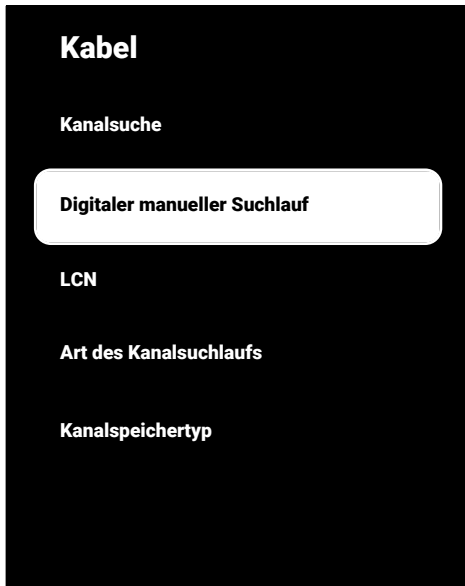 Kabel
Kanalsuche
Digitaler manueller Suchlauf
LCN
Art des Kanalsuchlaufs
Kanalspeichertyp